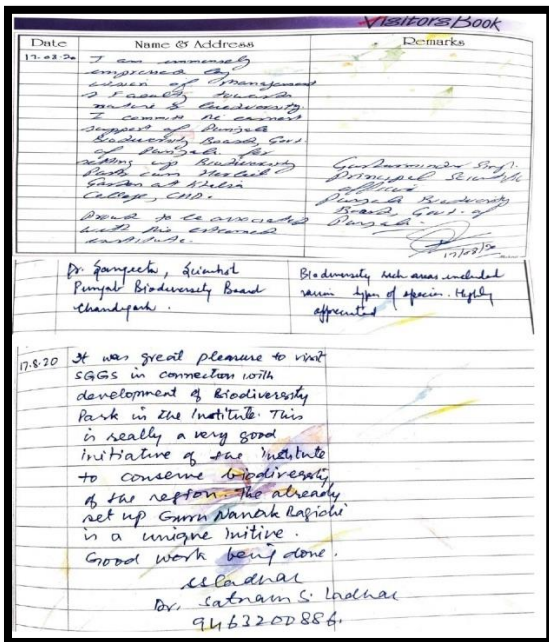 Visitors Book
Date Name & Address Remarks
17-08-20 I am immensely
impressed by
vision of management
& Faculty towards
nature & biodiversity.
I commit the earnest
support of Punjab
Biodiversity Board, Govt.
of Punjab for
setting up Biodiversity
Park cum Herbal
Garden at Khalsa
College, CHD.
Proud to be associated
with this esteemed
institute.
Gurharminder Singh
Principal Scientific
officer
Punjab Biodiversity
Board, Govt. of
Punjab.
17/08/20
Dr. Sangeeta, Scientist
Punjab Biodiversity Board
Chandigarh.
Biodiversity rich areas included
various types of species. Highly
appreciated
17.8.20 It was great pleasure to visit
SGGS in connection with
development of Biodiversity
Park in the Institute. This
is really a very good
initiative of the institute
to conserve biodiversity
of the region. The already
set up Guru Nanak Bagichi
is a unique initive.
Good work being done.
SSLadhar
Dr. Satnam S. Ladhar
9463200886.